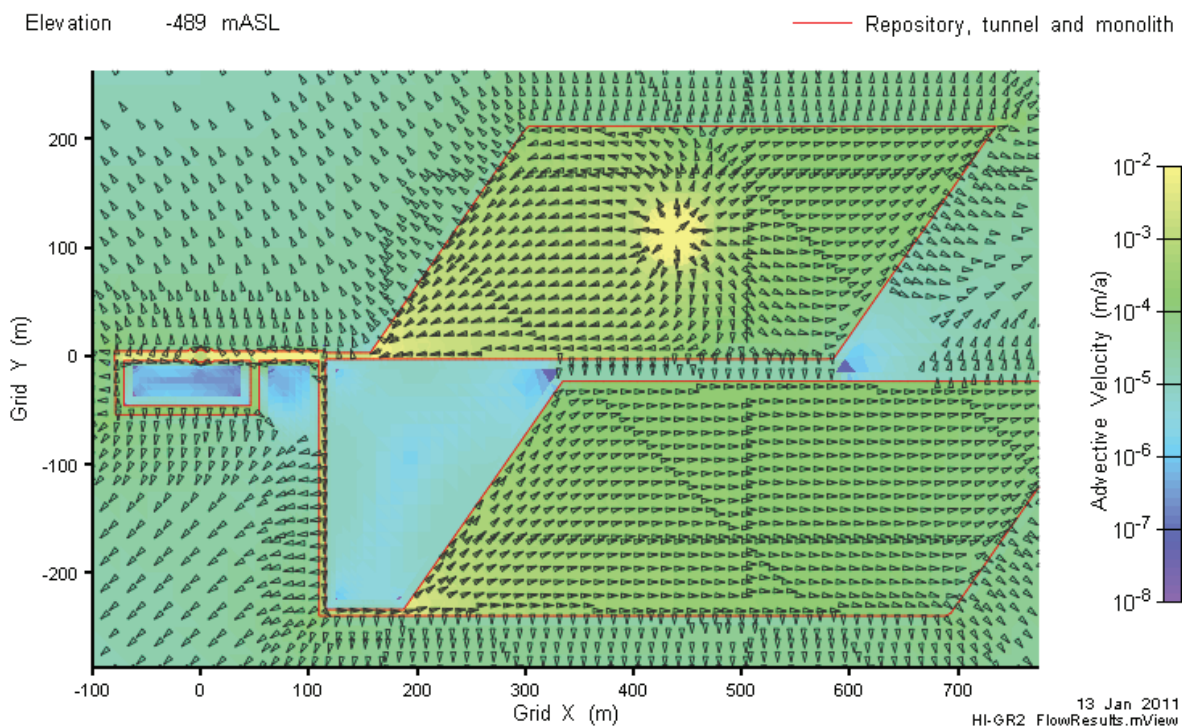 Elevation -489 mASL
Repository, tunnel and monolith
200
100
0
-100
-200
Grid Y (m)
-100 0 100 200 300 400 500 600 700
Grid X (m)
10-2
10-3
10-4
10-5
10-6
10-7
10-8
Advective Velocity (m/a)
13 Jan 2011
HI-GR2_FlowResults.mView